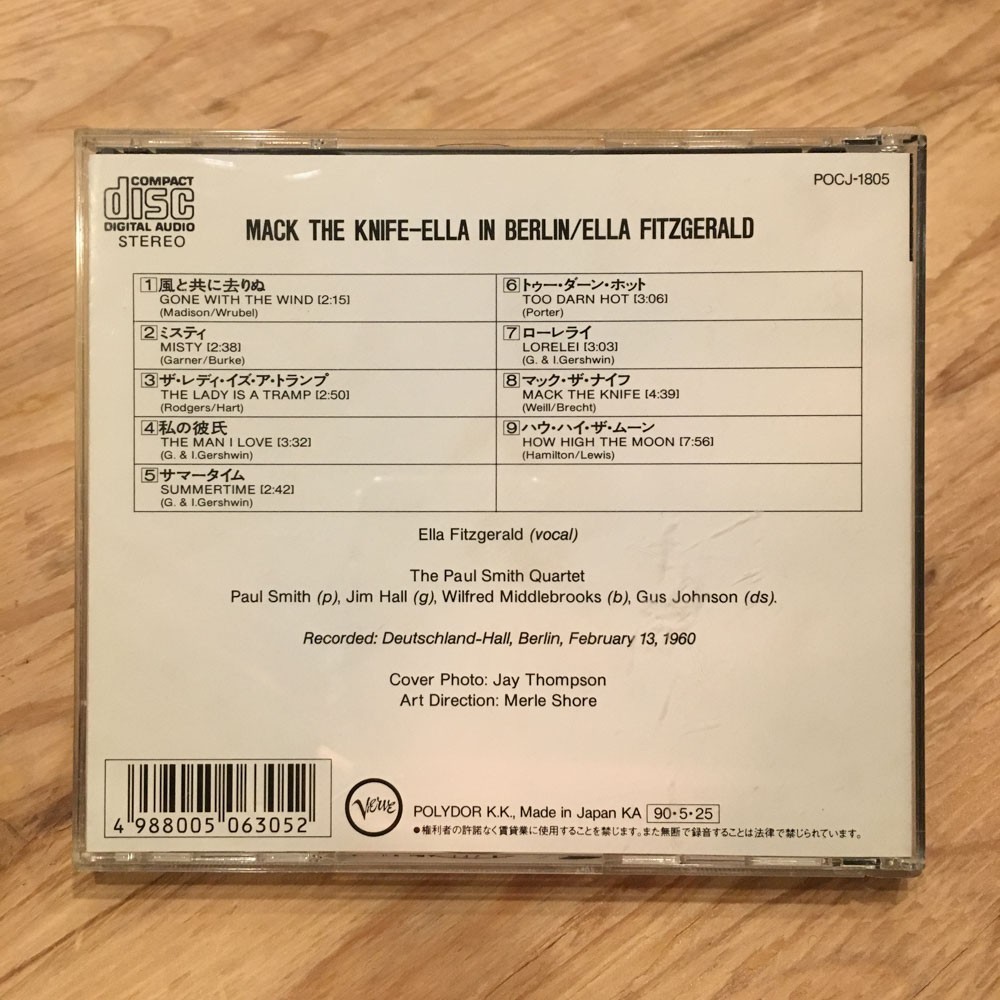 COMPACT
disc
DIGITAL AUDIO
STEREO
POCJ-1805
MACK THE KNIFE-ELLA IN BERLIN/ELLA FITZGERALD
1 風と共に去りぬ
GONE WITH THE WIND [2:15]
(Madison/Wrubel)
2 ミスティ
MISTY [2:38]
(Garner/Burke)
3 ザ・レディ・イズ・ア・トランプ
THE LADY IS A TRAMP [2:50]
(Rodgers/Hart)
4 私の彼氏
THE MAN I LOVE [3:32]
(G. & I.Gershwin)
5 サマータイム
SUMMERTIME [2:42]
(G. & I.Gershwin)
6 トゥー・ダーン・ホット
TOO DARN HOT [3:06]
(Porter)
7 ローレライ
LORELEI [3:03]
(G. & I.Gershwin)
8 マック・ザ・ナイフ
MACK THE KNIFE [4:39]
(Weill/Brecht)
9 ハウ・ハイ・ザ・ムーン
HOW HIGH THE MOON [7:56]
(Hamilton/Lewis)
Ella Fitzgerald (vocal)
The Paul Smith Quartet
Paul Smith (p), Jim Hall (g), Wilfred Middlebrooks (b), Gus Johnson (ds).
Recorded: Deutschland-Hall, Berlin, February 13, 1960
Cover Photo: Jay Thompson
Art Direction: Merle Shore
4 988005 063052
Verve
POLYDOR K.K., Made in Japan KA 90・5・25
●権利者の許諾なく賃貸業に使用することを禁じます。また無断で録音することは法律で禁じられています。